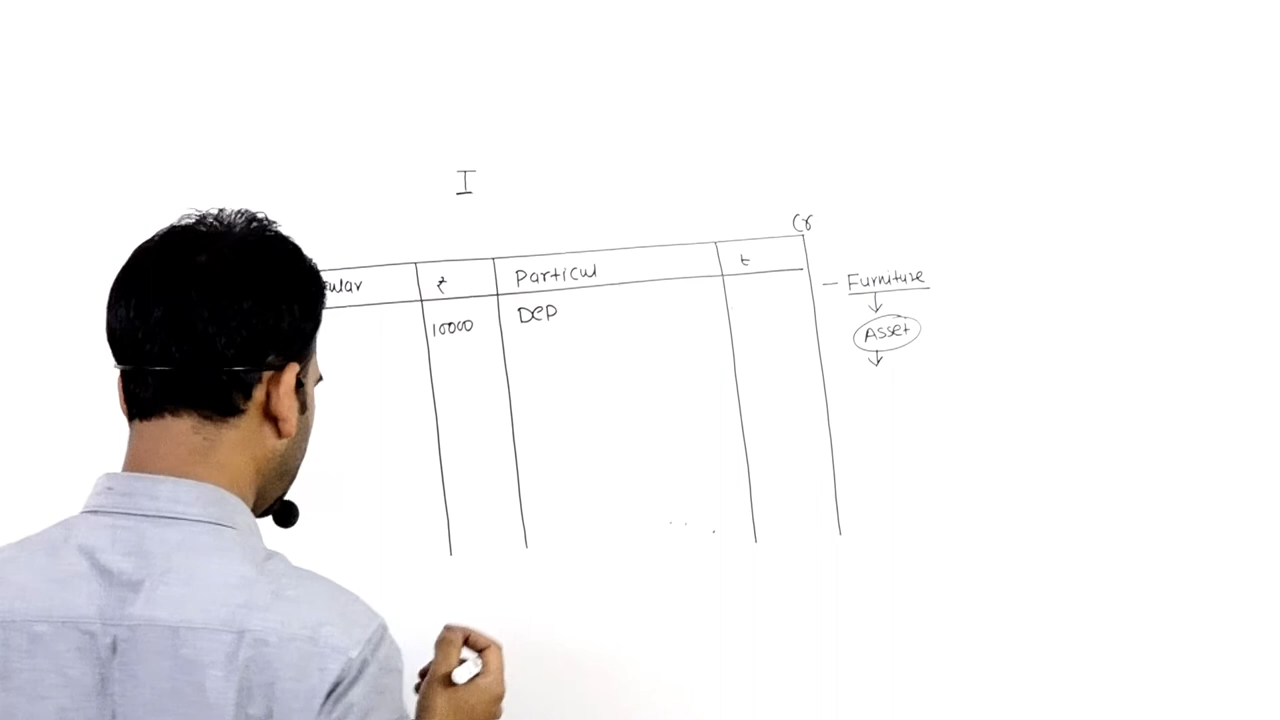 I
Cr
ular ₹ Particul ₹
10000 Dep
– Furniture
Asset